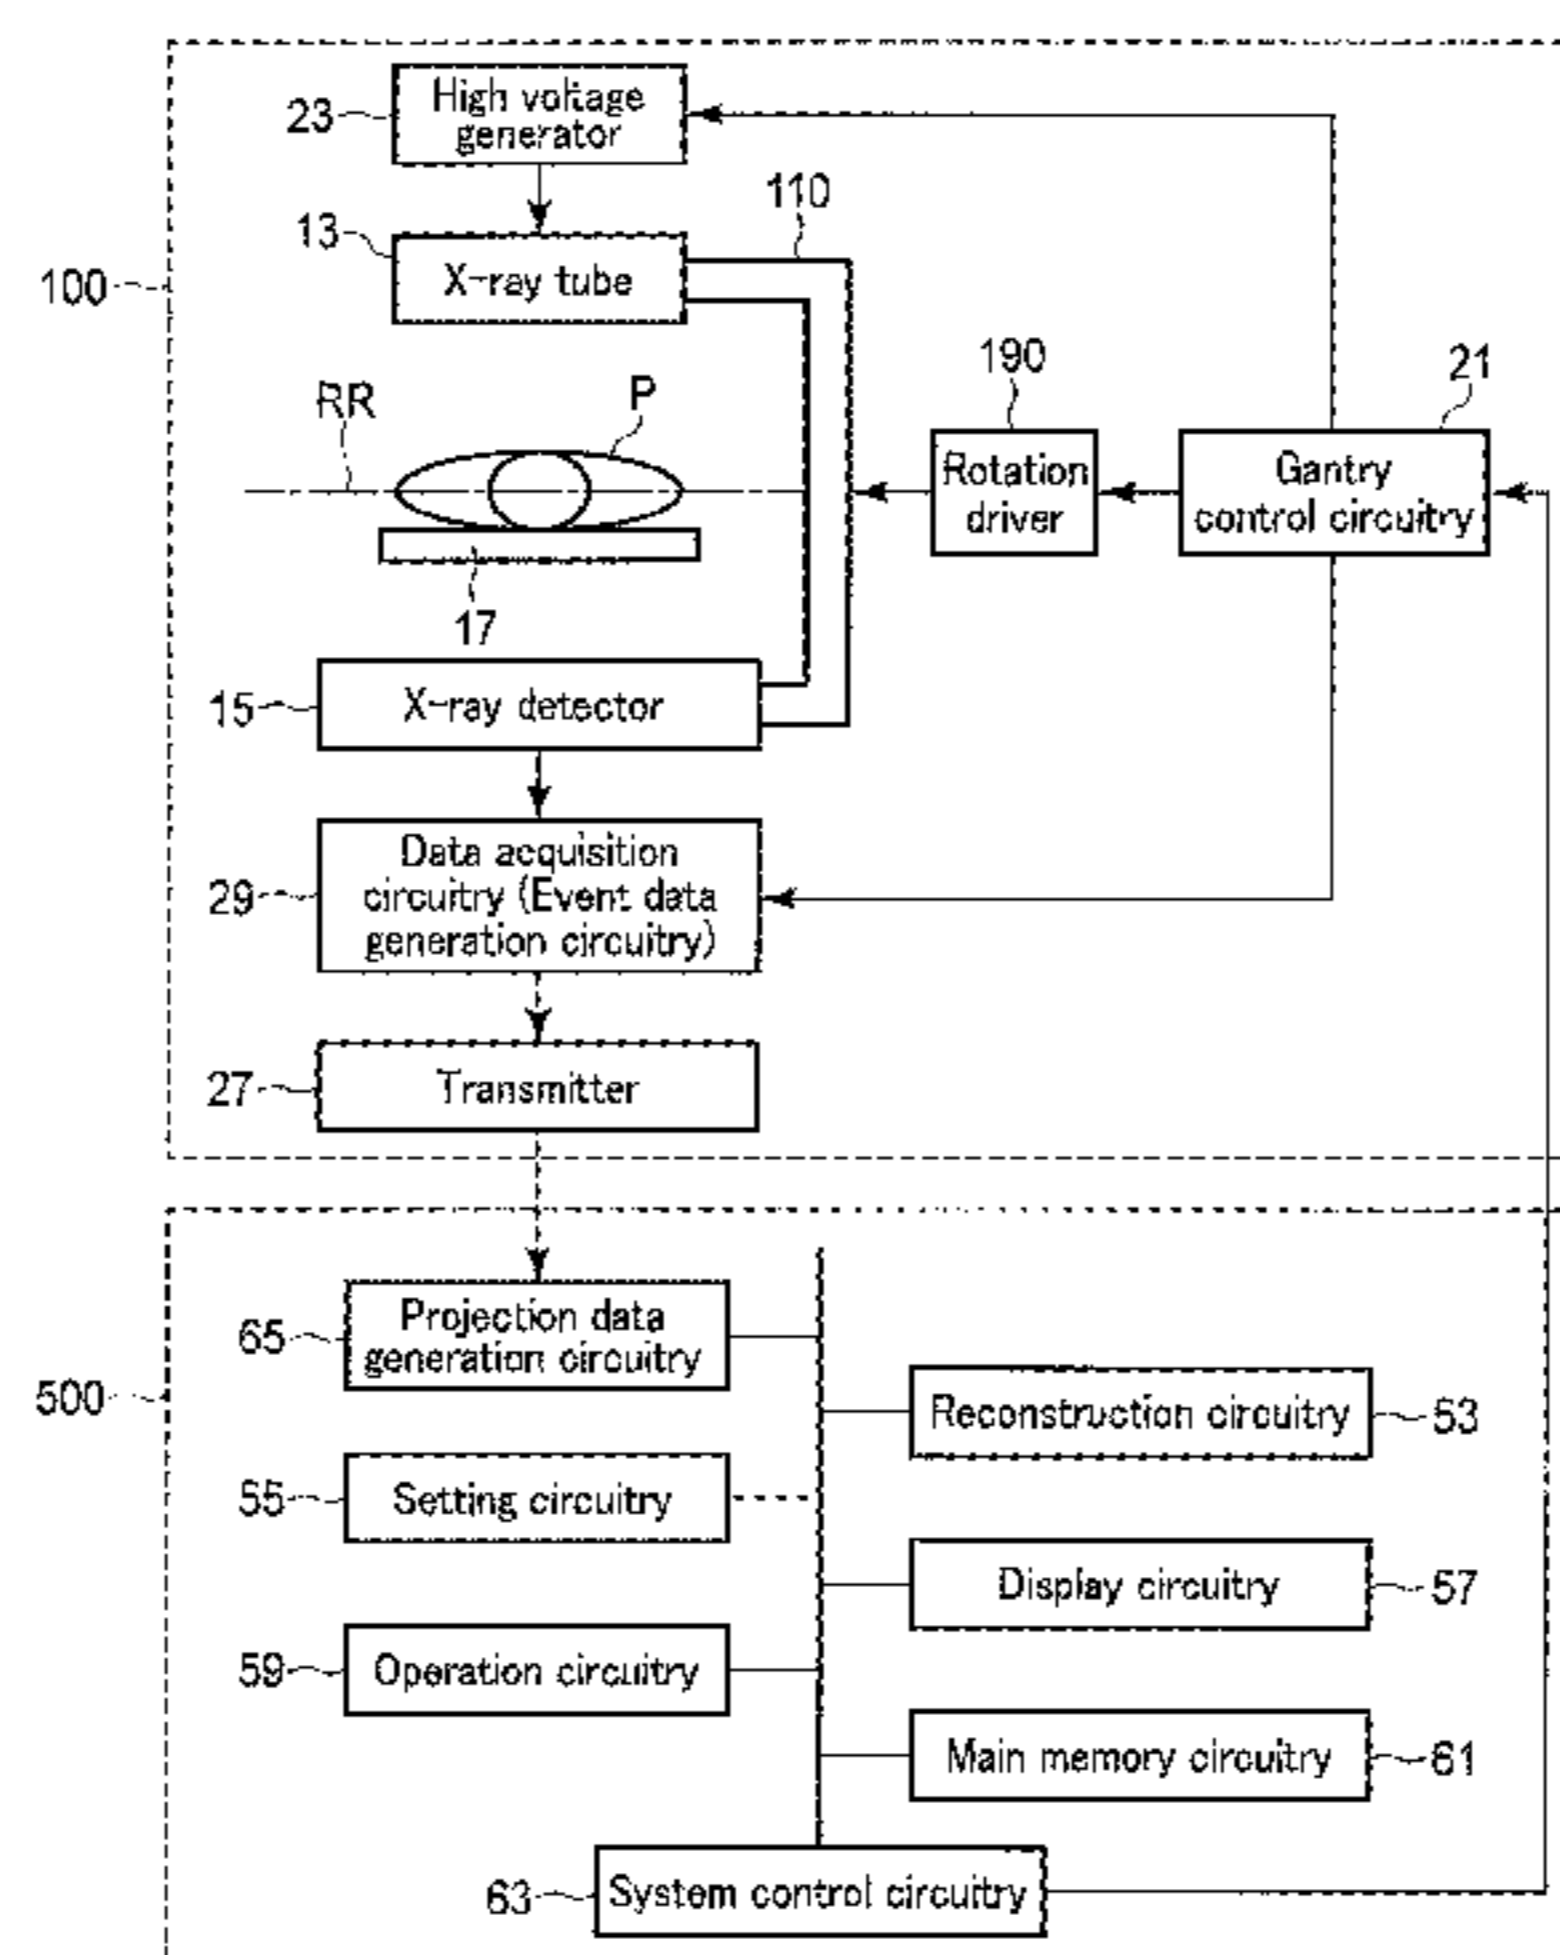 High voltage
generator
23
110
13
X-ray tube
100
190
21
RR
P
Rotation
driver
Gantry
control circuitry
17
15
X-ray detector
Data acquisition
circuitry (Event data
generation circuitry)
29
27
Transmitter
65
Projection data
generation circuitry
500
Reconstruction circuitry
53
55
Setting circuitry
Display circuitry
57
59
Operation circuitry
Main memory circuitry
61
63
System control circuitry